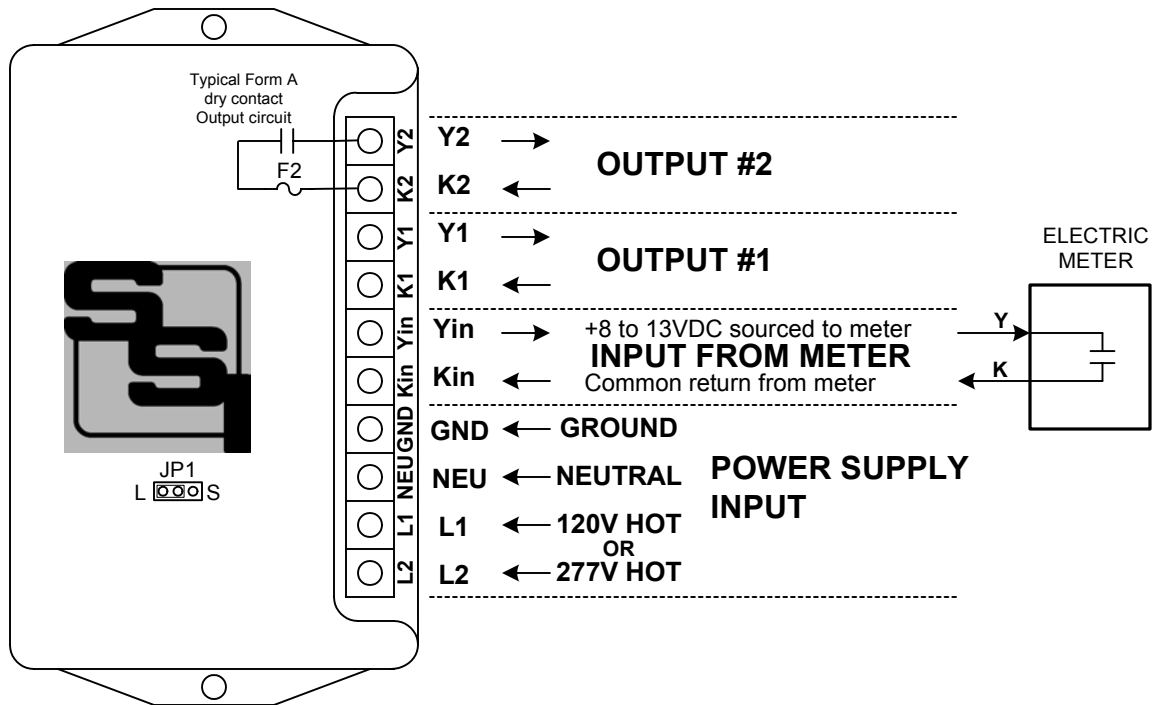 Typical Form A
dry contact
Output circuit
F2
Y2
K2
Y1
K1
Yin
Kin
GND
NEU
L1
L2
Y2
K2
OUTPUT #2
Y1
K1
OUTPUT #1
Yin
+8 to 13VDC sourced to meter
INPUT FROM METER
Kin
Common return from meter
GND
GROUND
NEU
NEUTRAL
POWER SUPPLY
INPUT
L1
120V HOT
OR
L2
277V HOT
ELECTRIC
METER
Y
K
SSI
JP1
L
S